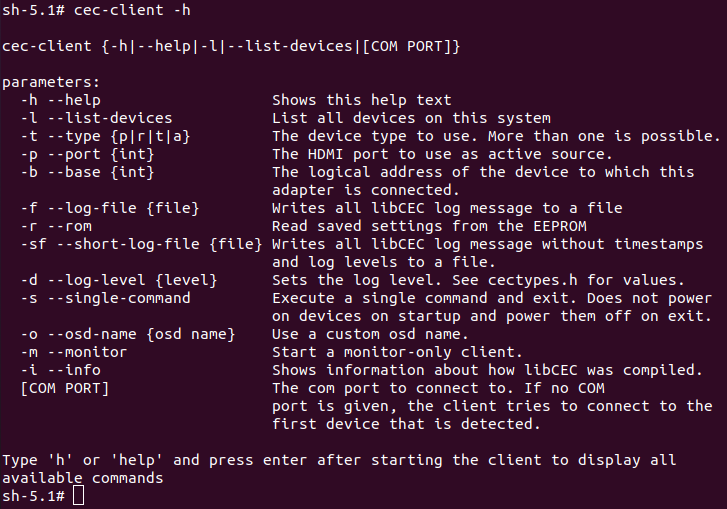 sh-5.1# cec-client -h
cec-client {-h|--help|-l|--list-devices|[COM PORT]}
parameters:
-h --help Shows this help text
-l --list-devices List all devices on this system
-t --type {p|r|t|a} The device type to use. More than one is possible.
-p --port {int} The HDMI port to use as active source.
-b --base {int} The logical address of the device to which this
adapter is connected.
-f --log-file {file} Writes all libCEC log message to a file
-r --rom Read saved settings from the EEPROM
-sf --short-log-file {file} Writes all libCEC log message without timestamps
and log levels to a file.
-d --log-level {level} Sets the log level. See cectypes.h for values.
-s --single-command Execute a single command and exit. Does not power
on devices on startup and power them off on exit.
-o --osd-name {osd name} Use a custom osd name.
-m --monitor Start a monitor-only client.
-i --info Shows information about how libCEC was compiled.
[COM PORT] The com port to connect to. If no COM
port is given, the client tries to connect to the
first device that is detected.
Type 'h' or 'help' and press enter after starting the client to display all
available commands
sh-5.1#